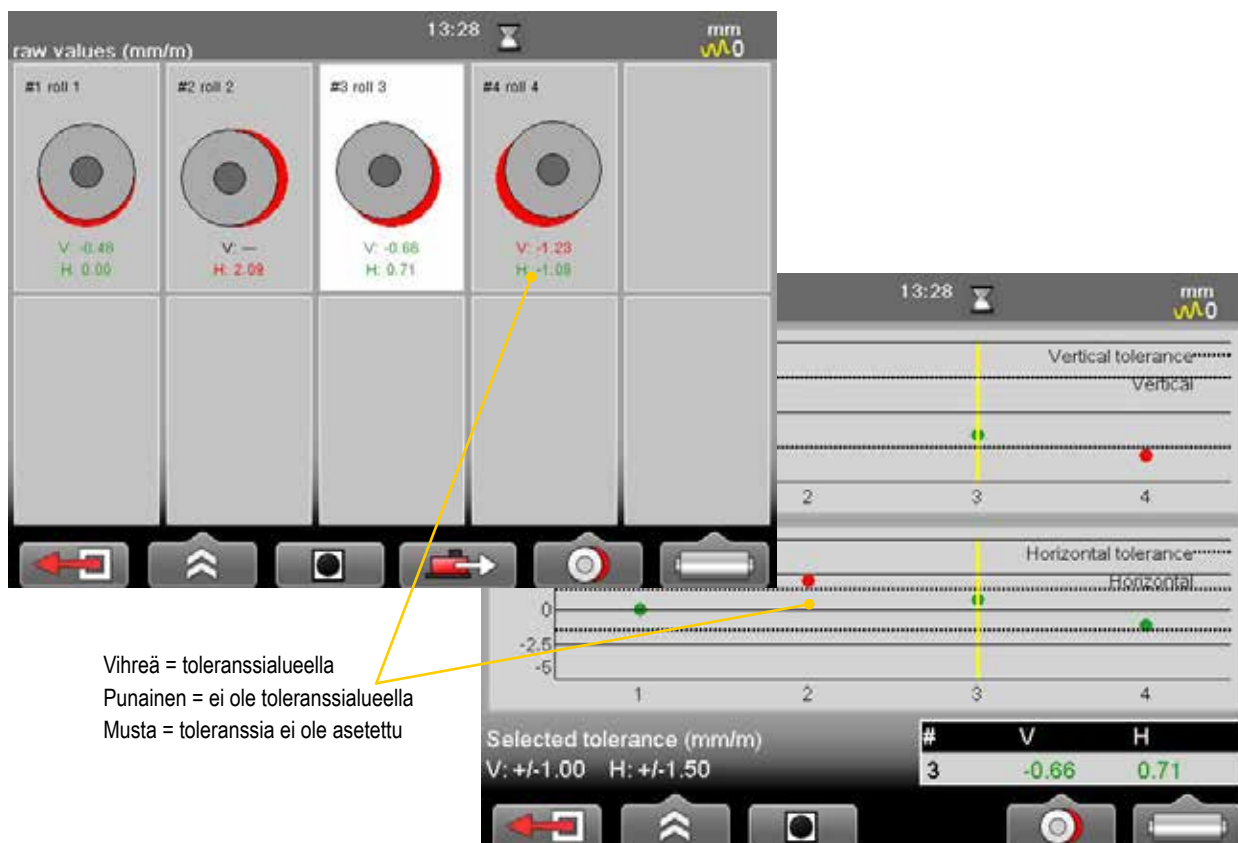 13:28
mm
0
raw values (mm/m)
#1 roll 1
#2 roll 2
#3 roll 3
#4 roll 4
V: -0.48
H: 0.00
V: ---
H: 2.09
V: -0.66
H: 0.71
V: -1.23
H: -1.09
13:28
mm
0
Vertical tolerance
Vertical
2
3
4
Horizontal tolerance
Horizontal
0
-2.5
-5
1
2
3
4
Selected tolerance (mm/m)
V: +/-1.00 H: +/-1.50
# V H
3 -0.66 0.71
Vihreä = toleranssialueella
Punainen = ei ole toleranssialueella
Musta = toleranssia ei ole asetettu